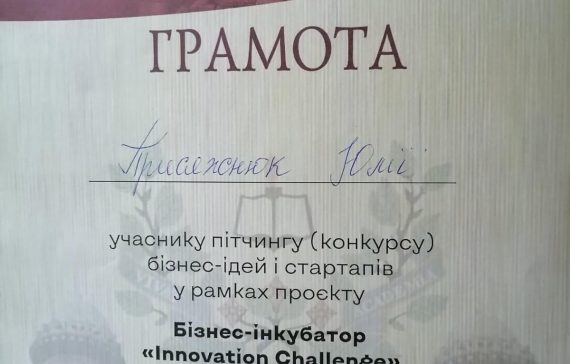 ГРАМОТА
Присяжнюк Юлії
учаснику пітчингу (конкурсу)
бізнес-ідей і стартапів
у рамках проєкту
Бізнес-інкубатор
«Innovation Challenge»